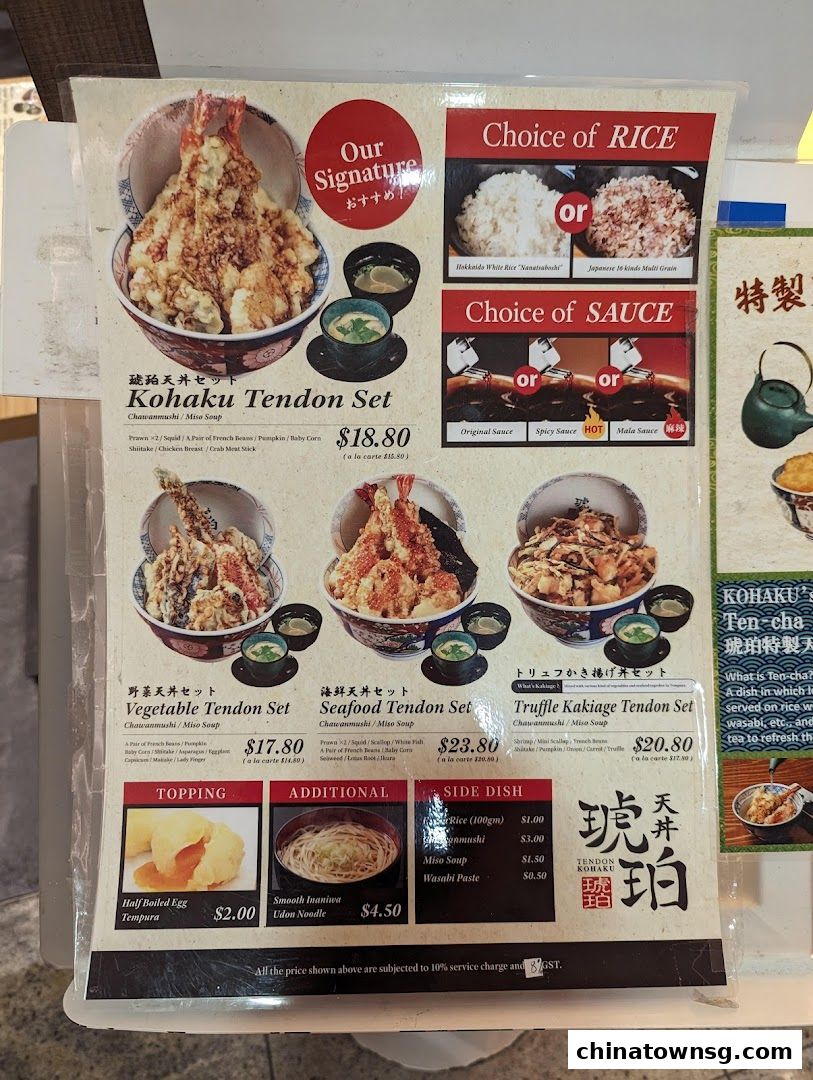 Our
Signature
おすすめ！
Choice of RICE
or
Hokkaido White Rice "Nanatsuboshi"
Japanese 16 kinds Multi Grain
Choice of SAUCE
or
or
Original Sauce
Spicy Sauce HOT
Mala Sauce 麻辣
琥珀天丼セット
Kohaku Tendon Set
Chawanmushi / Miso Soup
Prawn ×2 / Squid / A Pair of French Beans / Pumpkin / Baby Corn
Shiitake / Chicken Breast / Crab Meat Stick
$18.80
( a la carte $15.80 )
野菜天丼セット
Vegetable Tendon Set
Chawanmushi / Miso Soup
A Pair of French Beans / Pumpkin
Baby Corn / Shiitake / Asparagus / Eggplant
Capsicum / Maitake / Lady Finger
$17.80
( a la carte $14.80 )
海鮮天丼セット
Seafood Tendon Set
Chawanmushi / Miso Soup
Prawn ×2 / Squid / Scallop / White Fish
A Pair of French Beans / Baby Corn
Seaweed / Lotus Root / Ikura
$23.80
( a la carte $20.80 )
トリュフかき揚げ丼セット
What's Kakiage?
Truffle Kakiage Tendon Set
Chawanmushi / Miso Soup
Shrimp / Mini Scallop / French Beans
Shiitake / Pumpkin / Onion / Carrot / Truffle
$20.80
( a la carte $17.80 )
TOPPING
Half Boiled Egg
Tempura
$2.00
ADDITIONAL
Smooth Inaniwa
Udon Noodle
$4.50
SIDE DISH
Rice (100gm) $1.00
$3.00
Miso Soup $1.50
Wasabi Paste $0.50
天丼
琥珀
TENDON
KOHAKU
琥珀
All the price shown above are subjected to 10% service charge and 8% GST.
特製
KOHAKU's
Ten-cha
琥珀特製天
What is Ten-cha?
A dish in which
served on rice
wasabi, etc., and
tea to refresh
chinatownsg.com